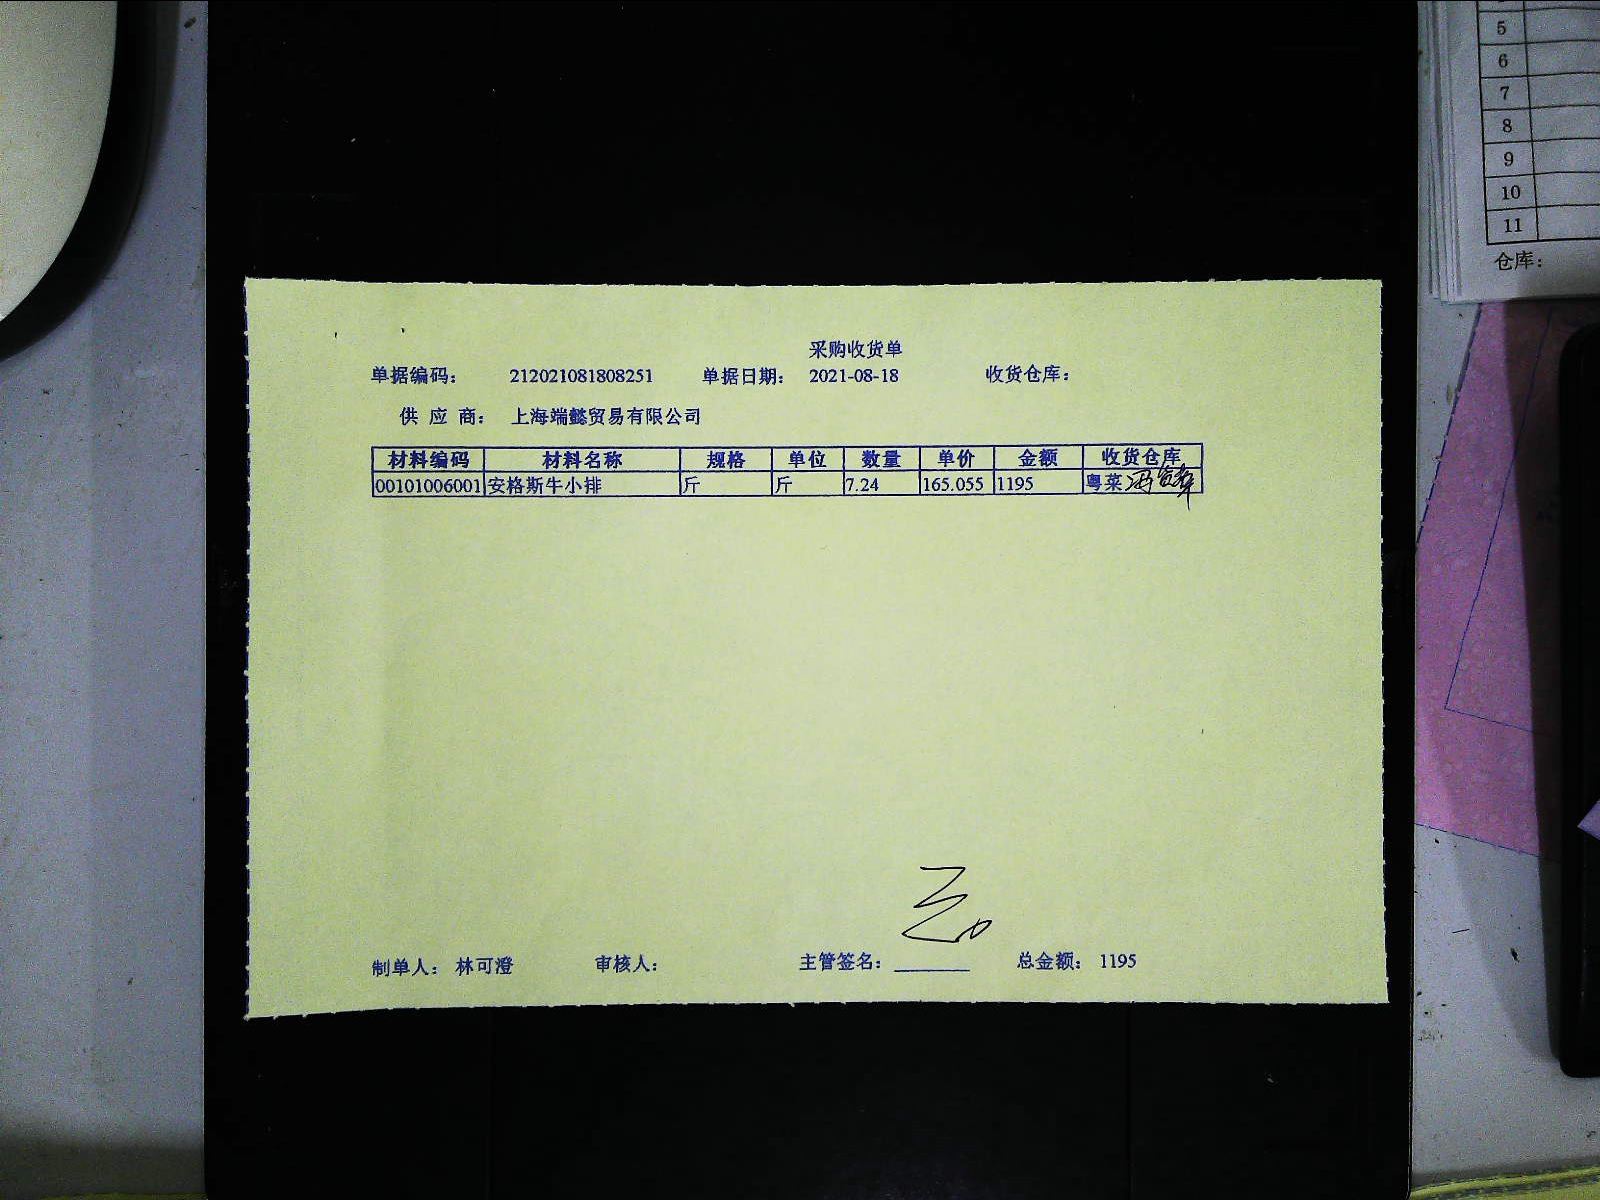 采购收货单
单据编码： 212021081808251 单据日期： 2021-08-18 收货仓库：
供 应 商： 上海端懿贸易有限公司
材料编码 材料名称 规格 单位 数量 单价 金额 收货仓库
00101006001 安格斯牛小排 斤 斤 7.24 165.055 1195 粤菜
制单人： 林可澄 审核人： 主管签名： 总金额： 1195
5
6
7
8
9
10
11
仓库：